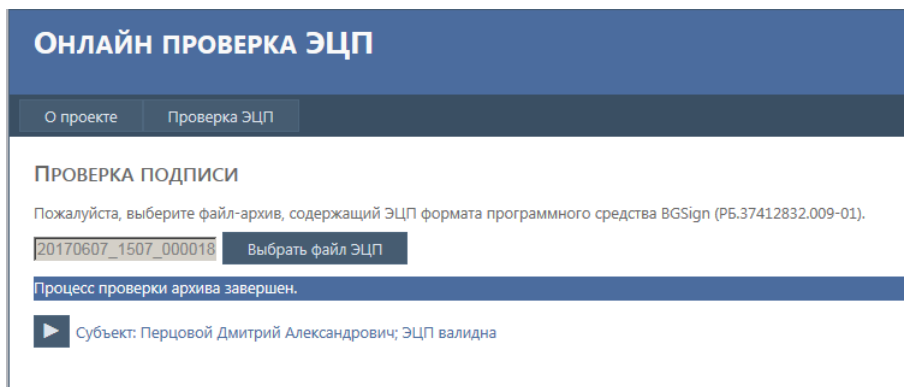 Онлайн проверка ЭЦП
О проекте Проверка ЭЦП
Проверка подписи
Пожалуйста, выберите файл-архив, содержащий ЭЦП формата программного средства BGSign (РБ.37412832.009-01).
20170607_1507_000018 Выбрать файл ЭЦП
Процесс проверки архива завершен.
Субъект: Перцовой Дмитрий Александрович; ЭЦП валидна